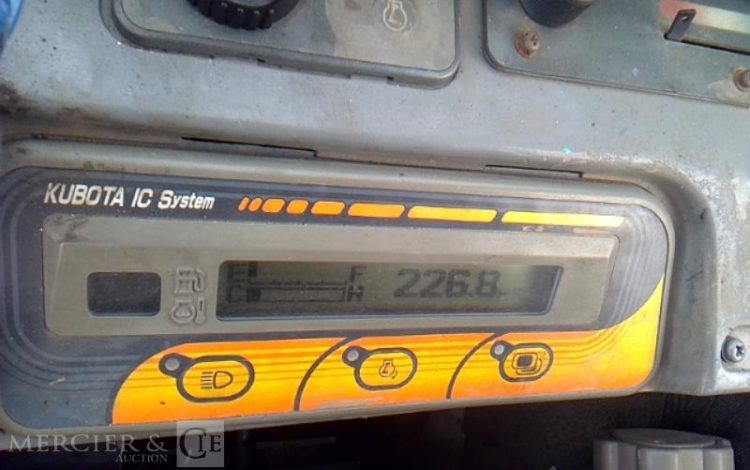 KUBOTA IC System
E F 226.8
C H
MERCIER & CIE
AUCTION